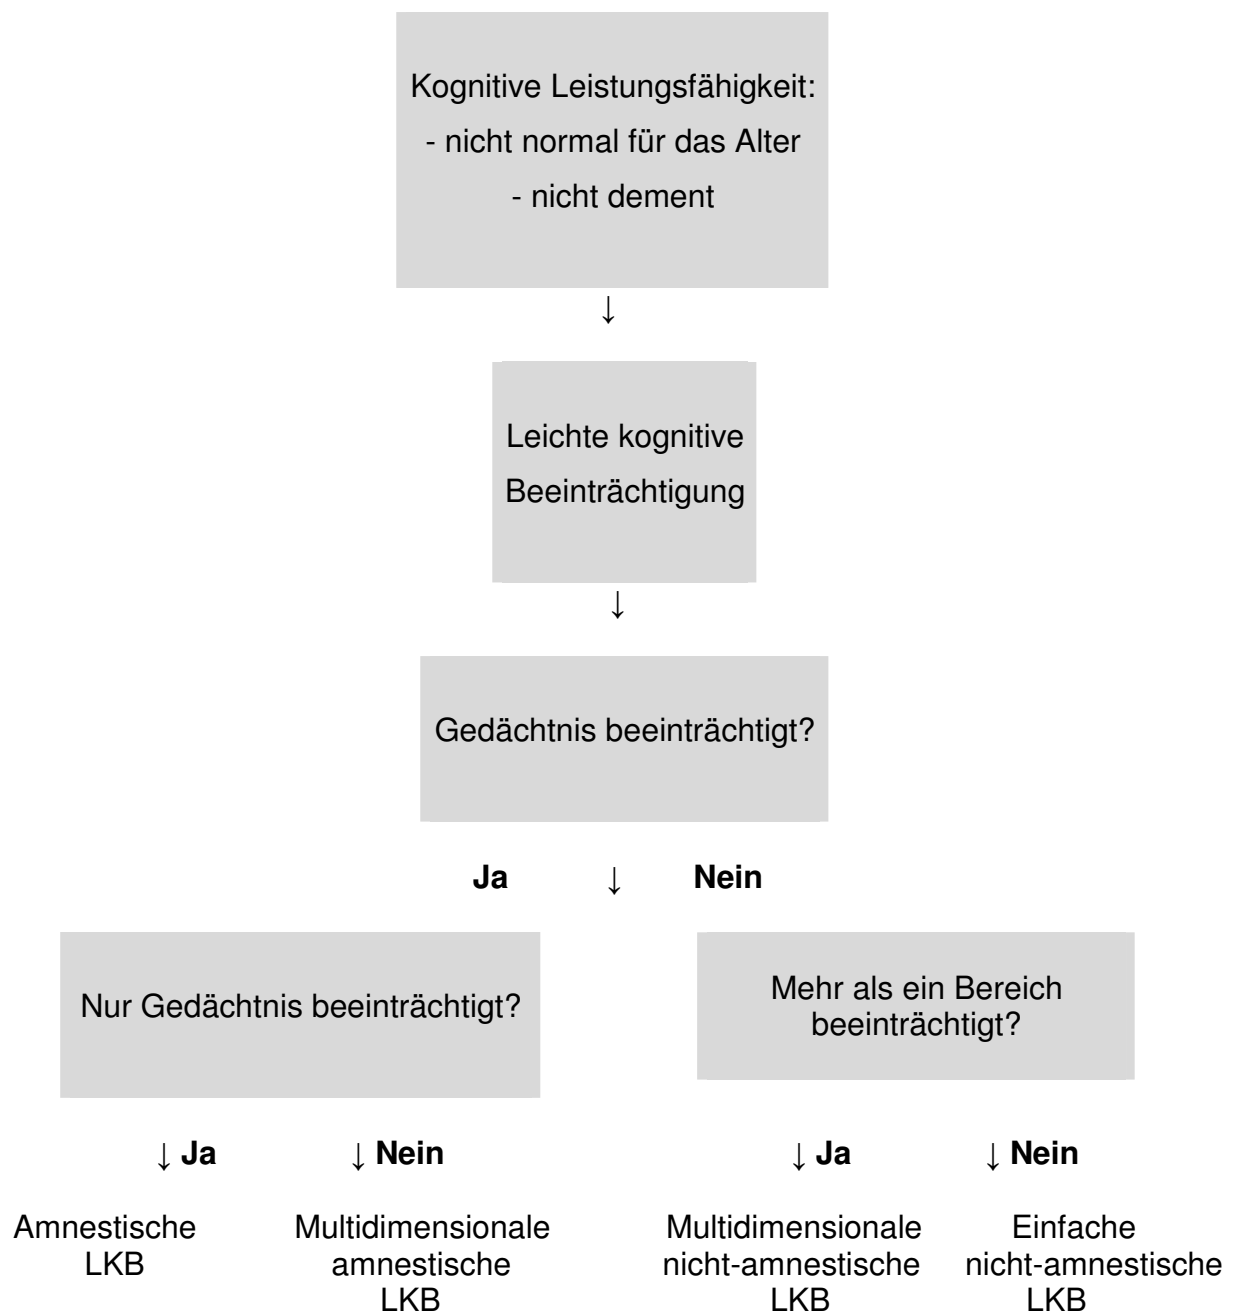 Kognitive Leistungsfähigkeit:
- nicht normal für das Alter
- nicht dement
↓
Leichte kognitive
Beeinträchtigung
↓
Gedächtnis beeinträchtigt?
Ja ↓ Nein
Nur Gedächtnis beeinträchtigt?
Mehr als ein Bereich
beeinträchtigt?
↓ Ja ↓ Nein ↓ Ja ↓ Nein
Amnestische
LKB
Multidimensionale
amnestische
LKB
Multidimensionale
nicht-amnestische
LKB
Einfache
nicht-amnestische
LKB